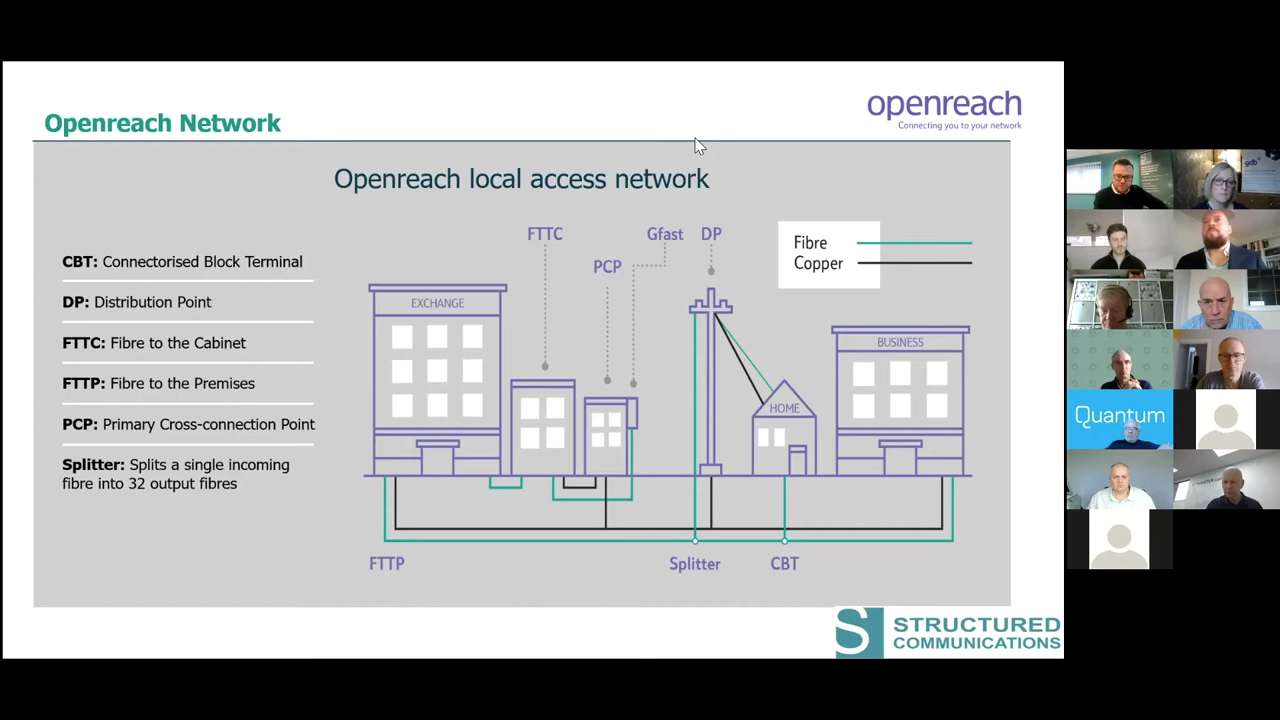 Openreach Network
openreach
Connecting you to your network
Openreach local access network
CBT: Connectorised Block Terminal
DP: Distribution Point
FTTC: Fibre to the Cabinet
FTTP: Fibre to the Premises
PCP: Primary Cross-connection Point
Splitter: Splits a single incoming
fibre into 32 output fibres
FTTC
PCP
Gfast
DP
Fibre
Copper
EXCHANGE
HOME
BUSINESS
FTTP
Splitter
CBT
S STRUCTURED
COMMUNICATIONS
gdb
Quantum